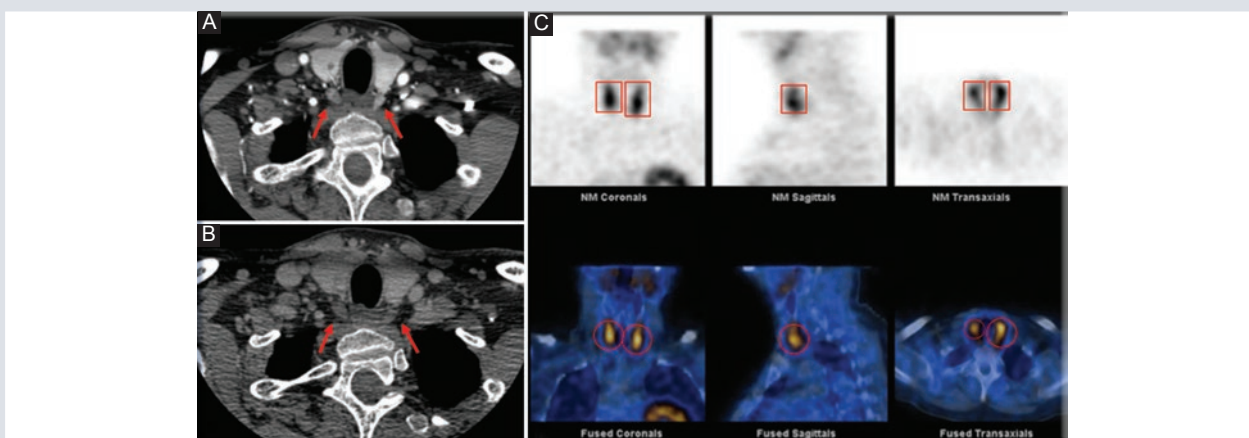 A
B
C
NM Coronals
NM Sagittals
NM Transaxials
Fused Coronals
Fused Sagittals
Fused Transaxials